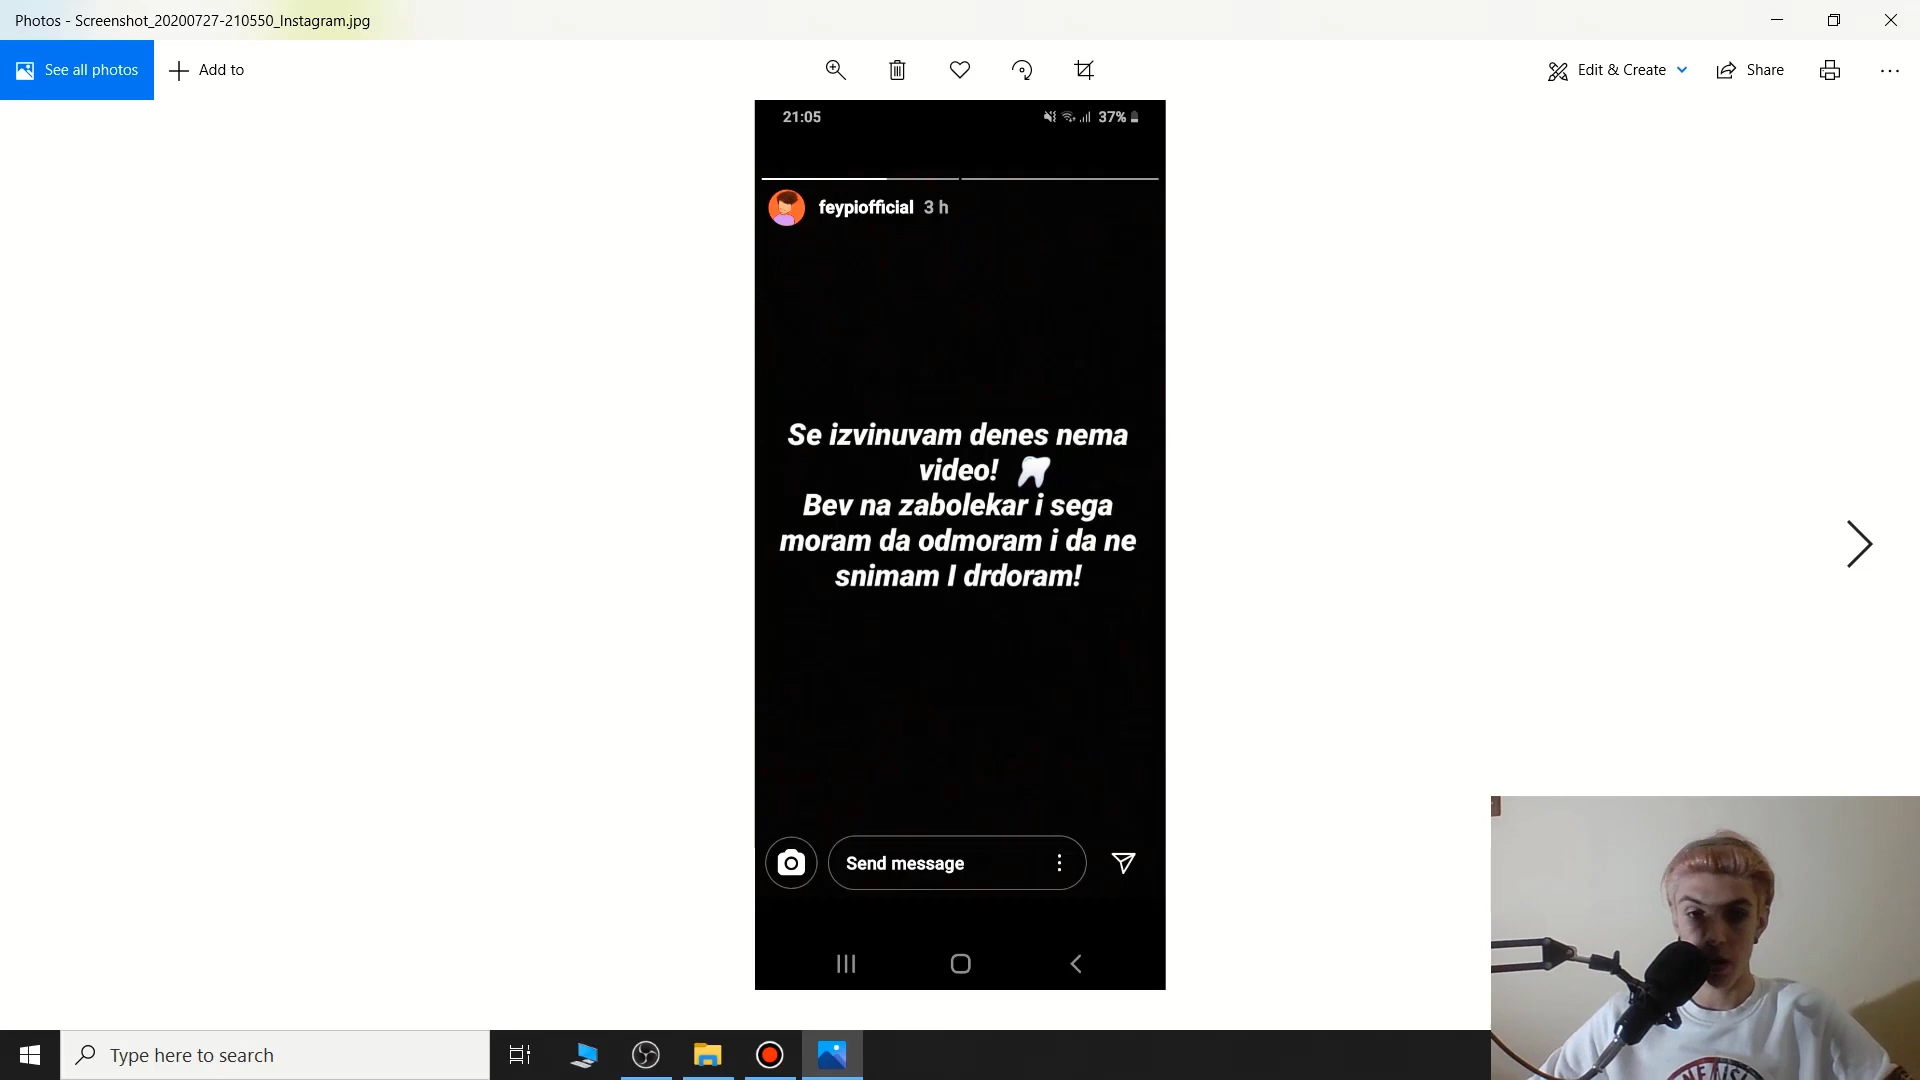 Photos - Screenshot_20200727-210550_Instagram.jpg
See all photos
Add to
Edit & Create
Share
21:05
37%
feypiofficial 3 h
Se izvinuvam denes nema
video!
Bev na zabolekar i sega
moram da odmoram i da ne
snimam I drdoram!
Send message
Type here to search